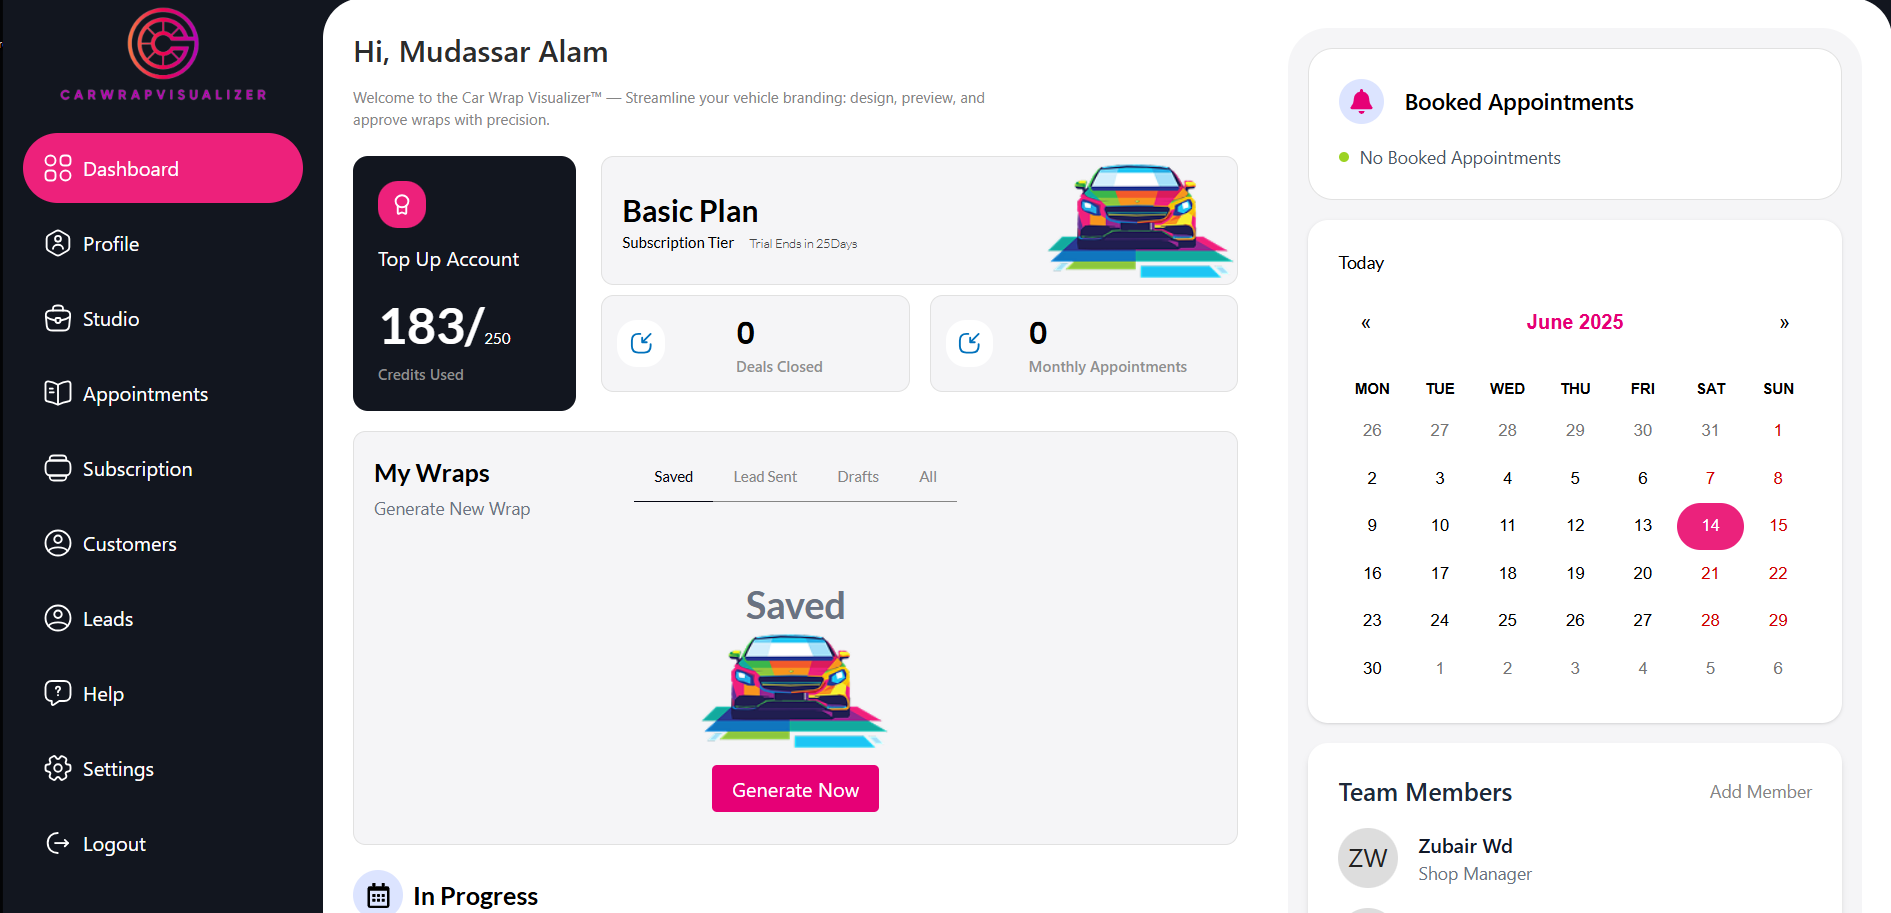 CARWRAPVISUALIZER
Dashboard
Profile
Studio
Appointments
Subscription
Customers
Leads
Help
Settings
Logout
Hi, Mudassar Alam
Welcome to the Car Wrap Visualizer™ — Streamline your vehicle branding: design, preview, and
approve wraps with precision.
Top Up Account
183/250
Credits Used
Basic Plan
Subscription Tier Trial Ends in 25Days
0
Deals Closed
0
Monthly Appointments
My Wraps
Generate New Wrap
Saved Lead Sent Drafts All
Saved
Generate Now
In Progress
Booked Appointments
No Booked Appointments
Today
« June 2025 »
MON TUE WED THU FRI SAT SUN
26 27 28 29 30 31 1
2 3 4 5 6 7 8
9 10 11 12 13 14 15
16 17 18 19 20 21 22
23 24 25 26 27 28 29
30 1 2 3 4 5 6
Team Members Add Member
ZW
Zubair Wd
Shop Manager